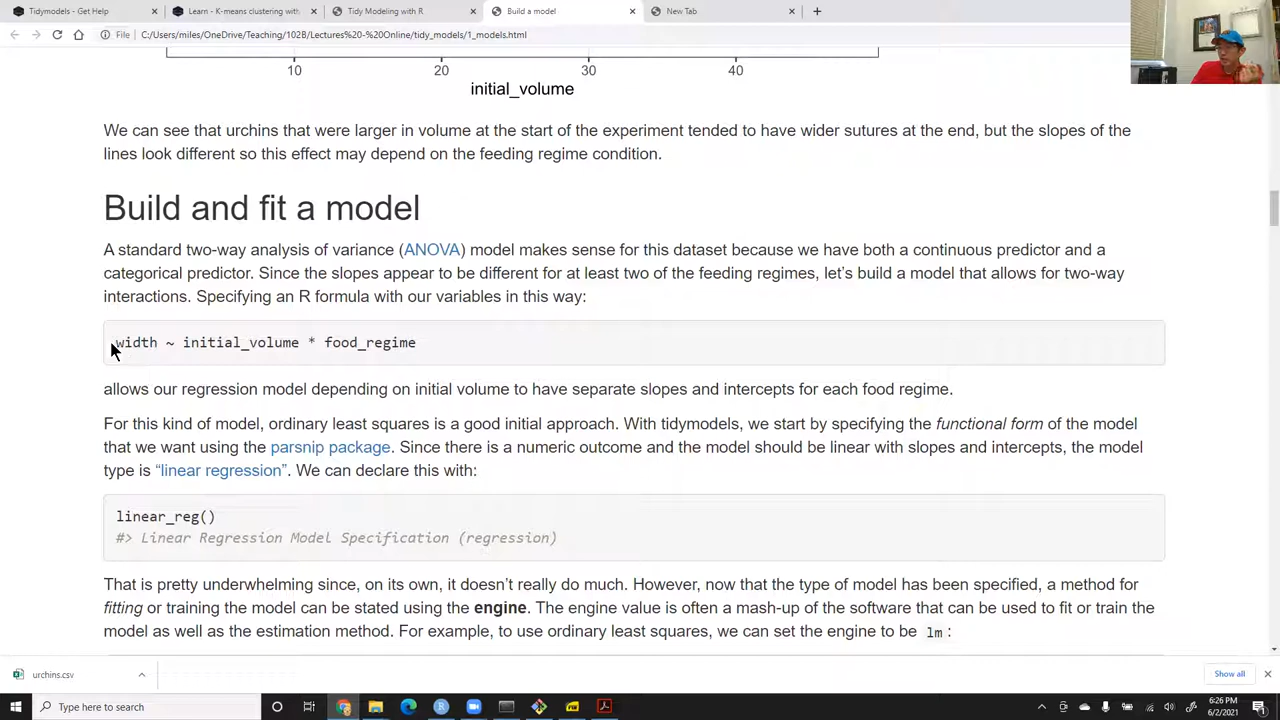 Tidymodels - Get Help
Learn - K-means clustering with
Tidy Modeling with R
Build a model
New Tab
File
C:/Users/miles/OneDrive/Teaching/102B/Lectures%20-%20Online/tidy_models/1_models.html
10 20 30 40
initial_volume
We can see that urchins that were larger in volume at the start of the experiment tended to have wider sutures at the end, but the slopes of the
lines look different so this effect may depend on the feeding regime condition.
Build and fit a model
A standard two-way analysis of variance (ANOVA) model makes sense for this dataset because we have both a continuous predictor and a
categorical predictor. Since the slopes appear to be different for at least two of the feeding regimes, let’s build a model that allows for two-way
interactions. Specifying an R formula with our variables in this way:
width ~ initial_volume * food_regime
allows our regression model depending on initial volume to have separate slopes and intercepts for each food regime.
For this kind of model, ordinary least squares is a good initial approach. With tidymodels, we start by specifying the functional form of the model
that we want using the parsnip package. Since there is a numeric outcome and the model should be linear with slopes and intercepts, the model
type is “linear regression”. We can declare this with:
linear_reg()
#> Linear Regression Model Specification (regression)
That is pretty underwhelming since, on its own, it doesn’t really do much. However, now that the type of model has been specified, a method for
fitting or training the model can be stated using the engine. The engine value is often a mash-up of the software that can be used to fit or train the
model as well as the estimation method. For example, to use ordinary least squares, we can set the engine to be lm :
urchins.csv
Show all
Type here to search
6:26 PM
6/2/2021